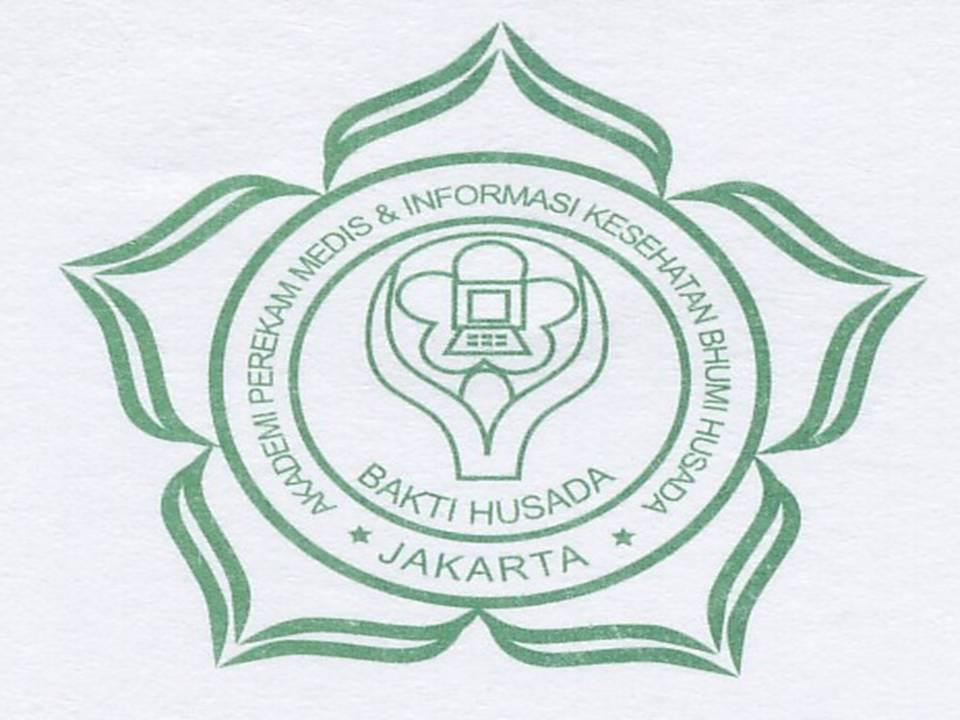 AKADEMI PEREKAM MEDIS & INFORMASI KESEHATAN BHUMI HUSADA
BAKTI HUSADA
JAKARTA